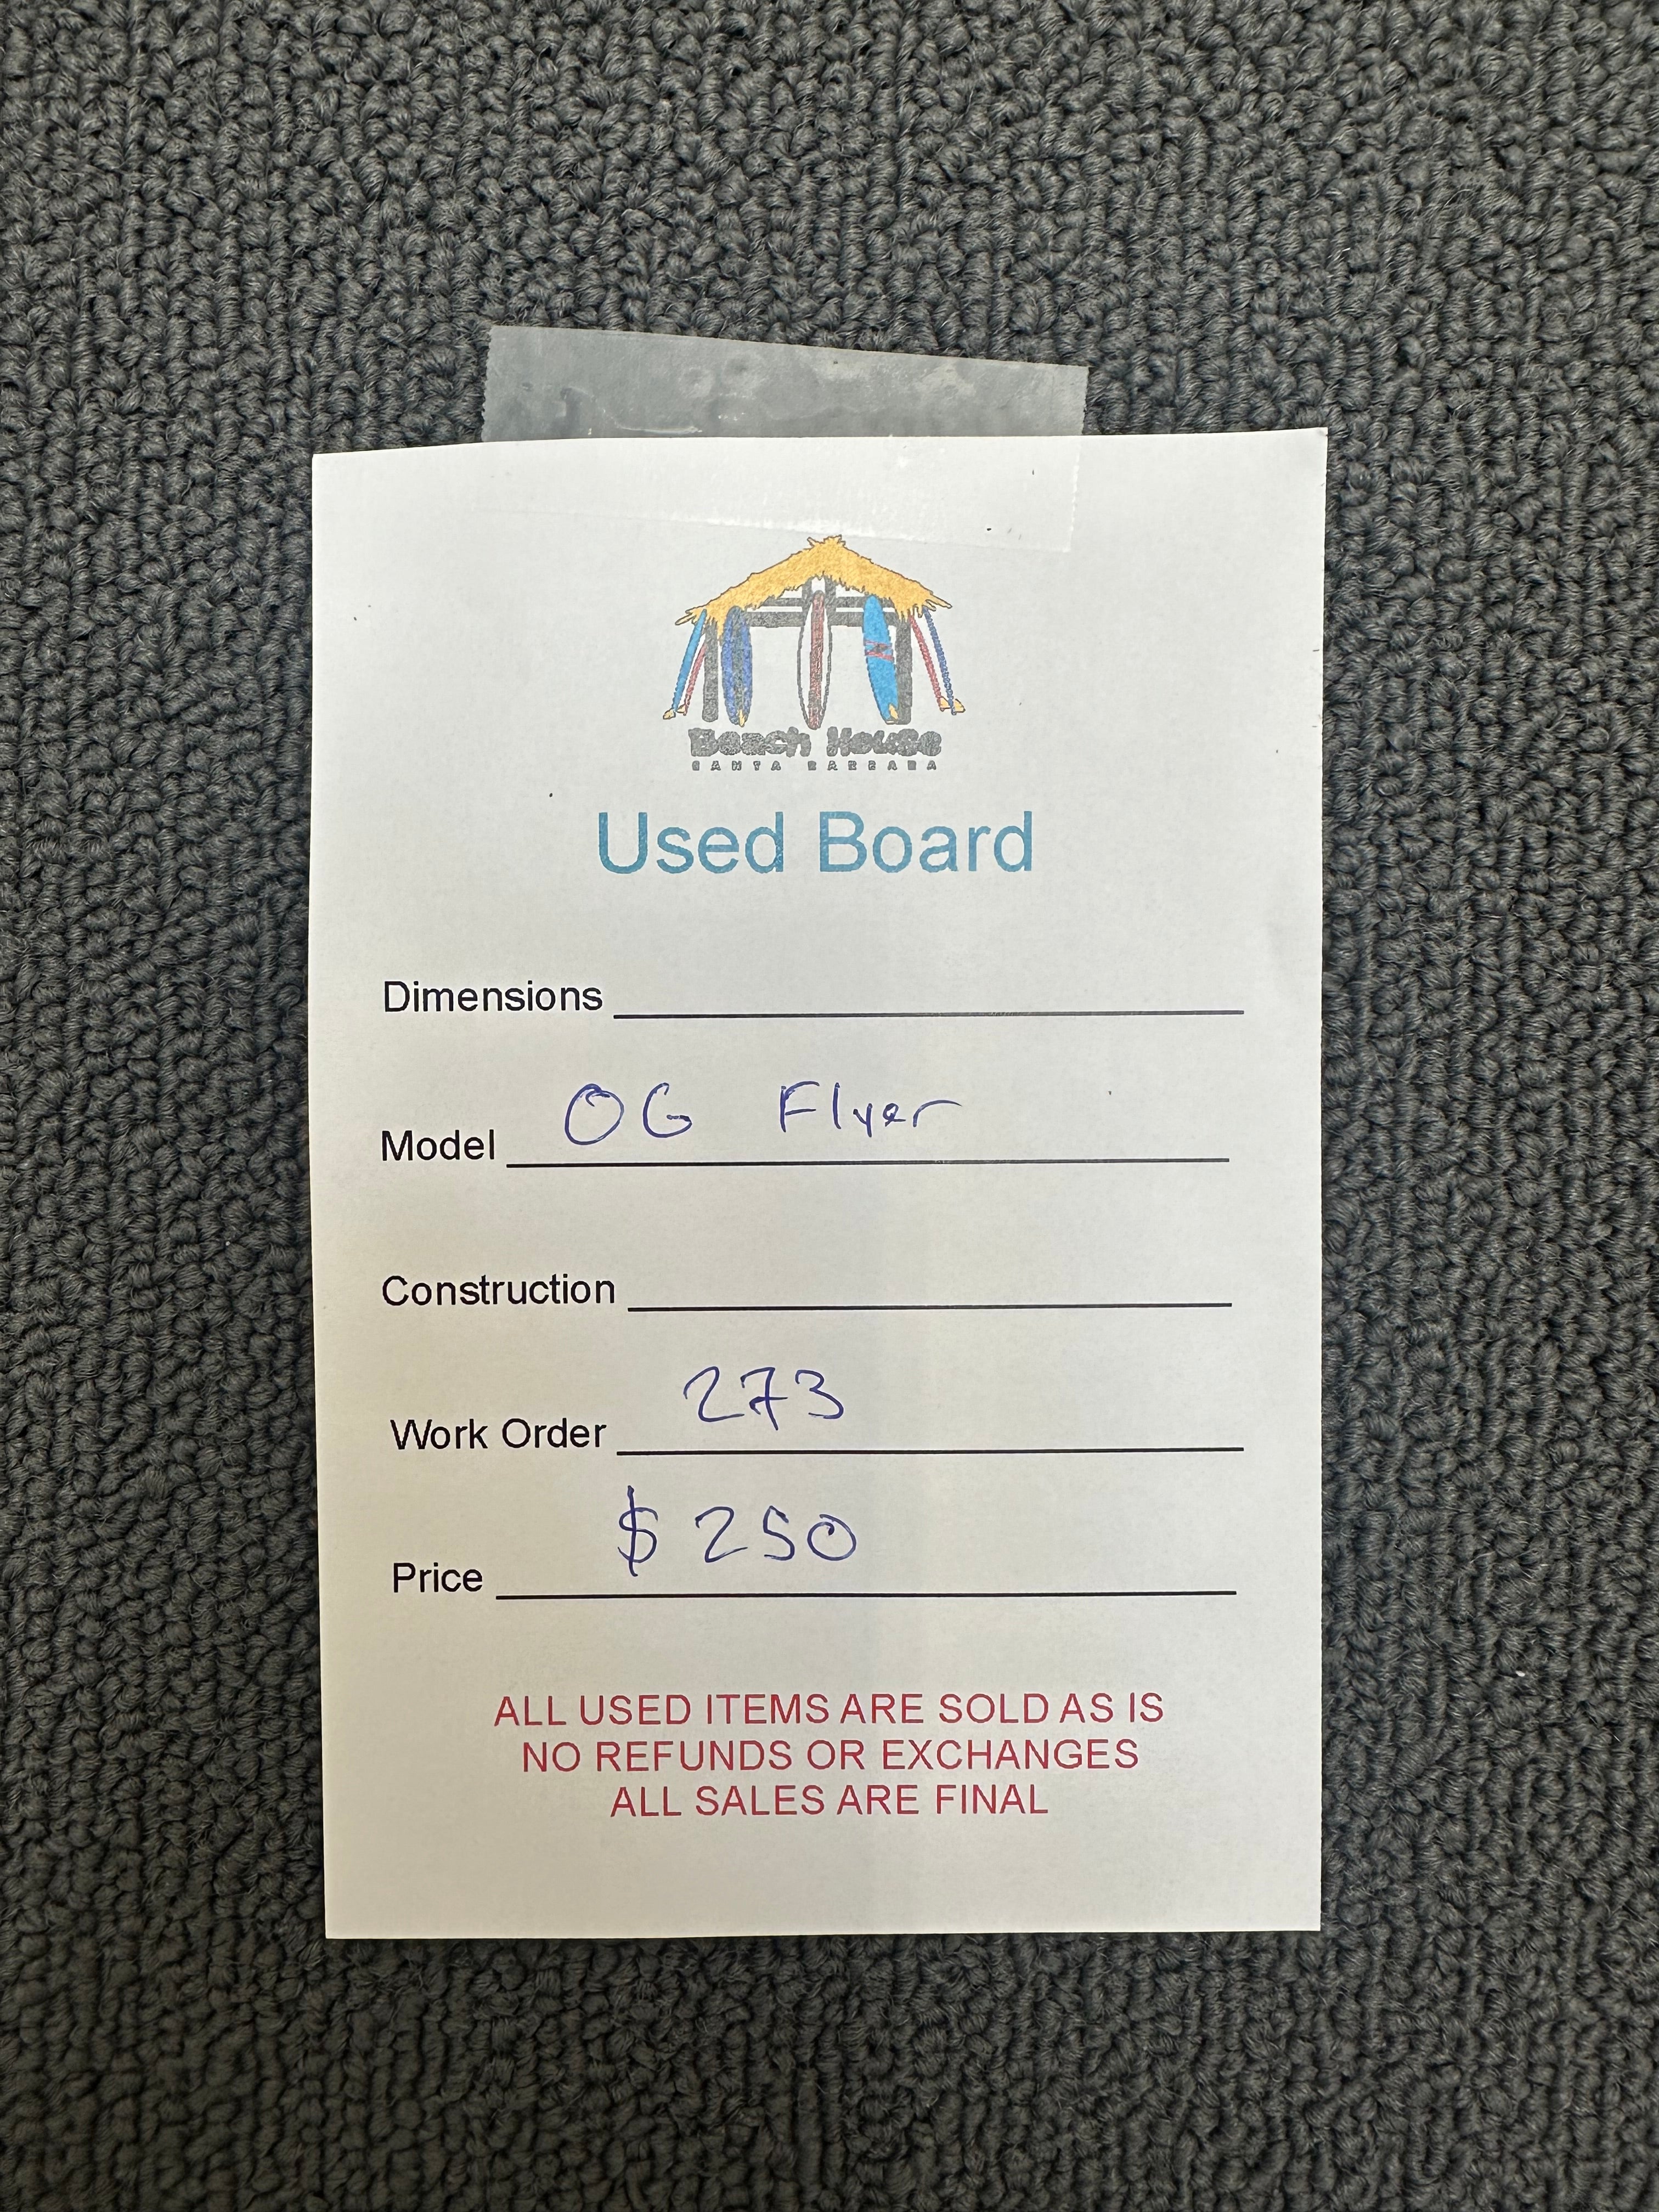 Beach House
SANTA BARBARA
Used Board
Dimensions
Model OG Flyer
Construction
Work Order 273
Price $250
ALL USED ITEMS ARE SOLD AS IS
NO REFUNDS OR EXCHANGES
ALL SALES ARE FINAL